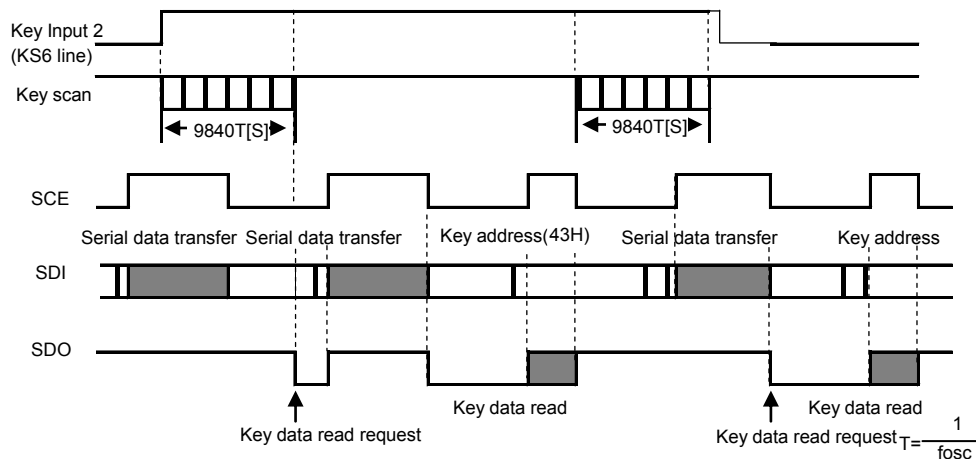 Key Input 2
(KS6 line)
Key scan
9840T[S]
9840T[S]
SCE
Serial data transfer
Serial data transfer
Key address(43H)
Serial data transfer
Key address
SDI
SDO
Key data read
Key data read
Key data read request
Key data read request
T=1/fosc